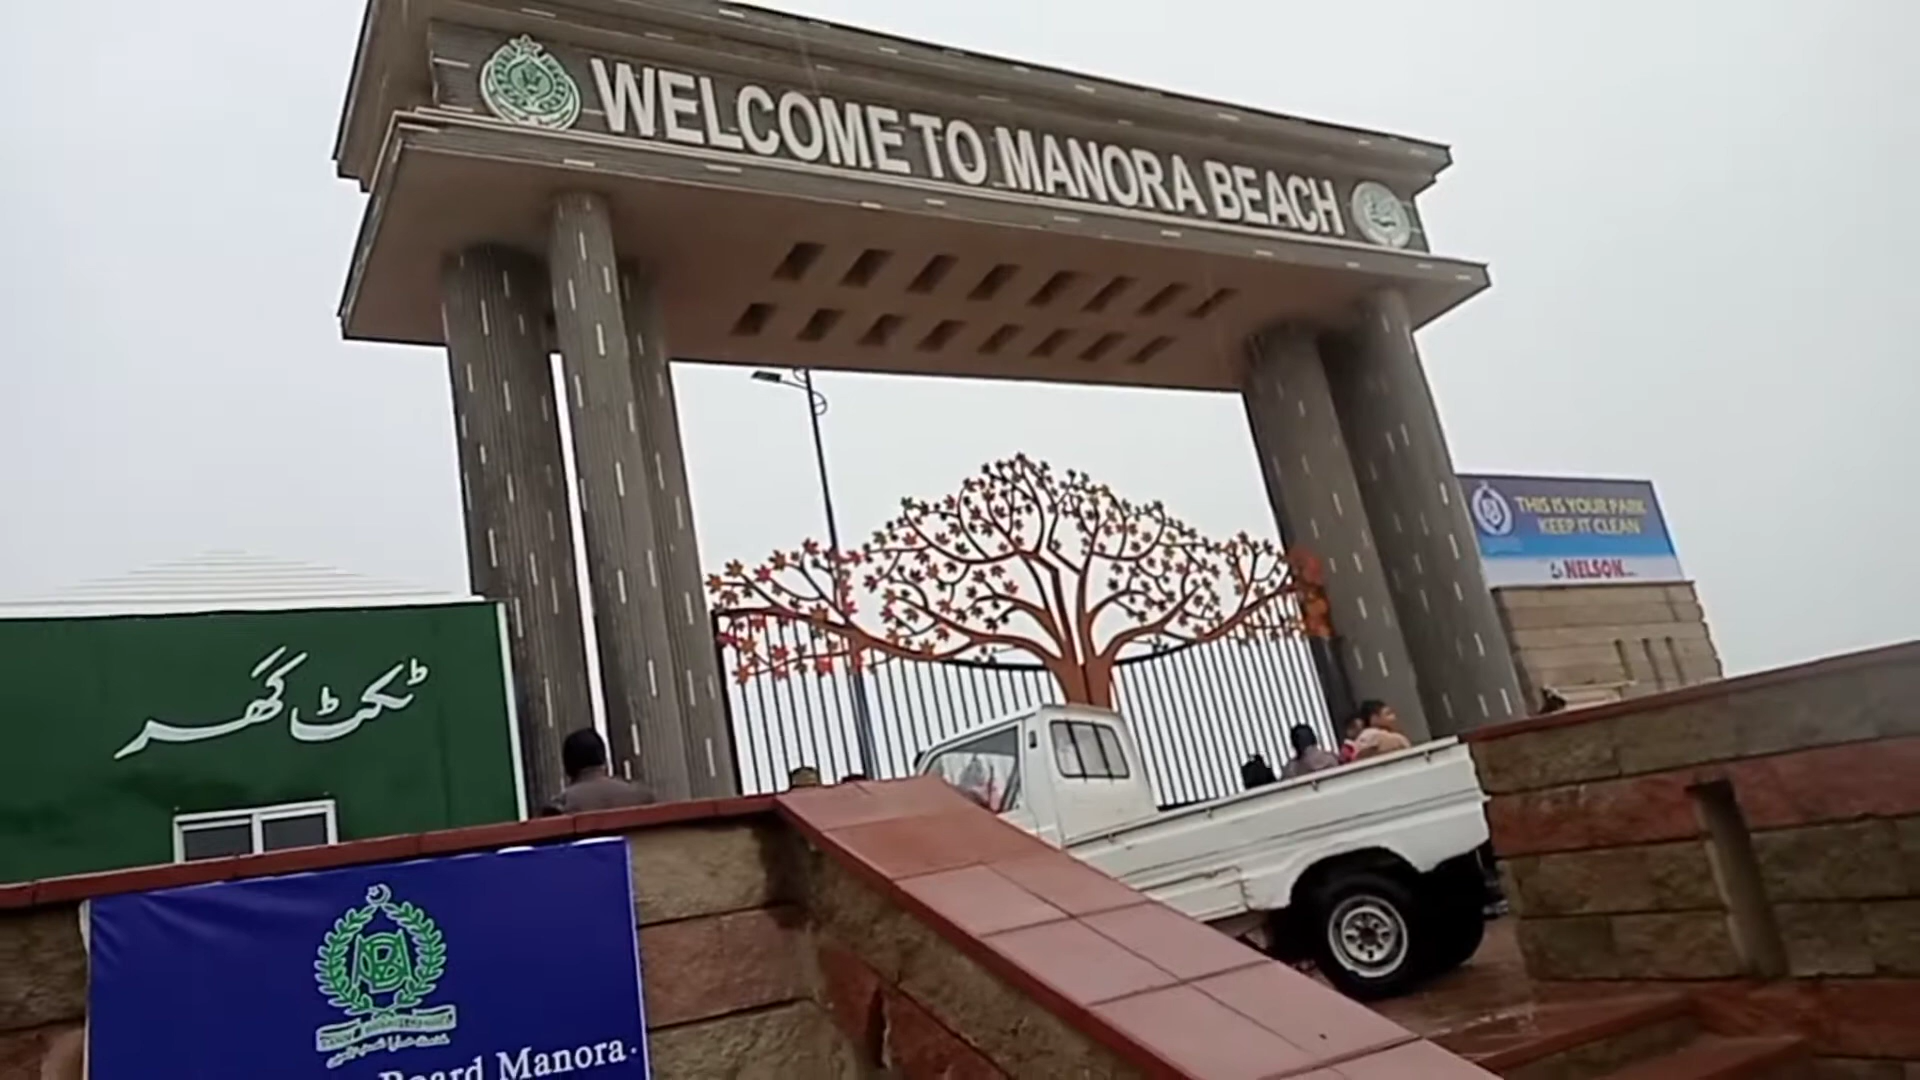 WELCOME TO MANORA BEACH
THIS IS YOUR PARK
KEEP IT CLEAN
NELSON
ٹکٹ گھر
Board Manora